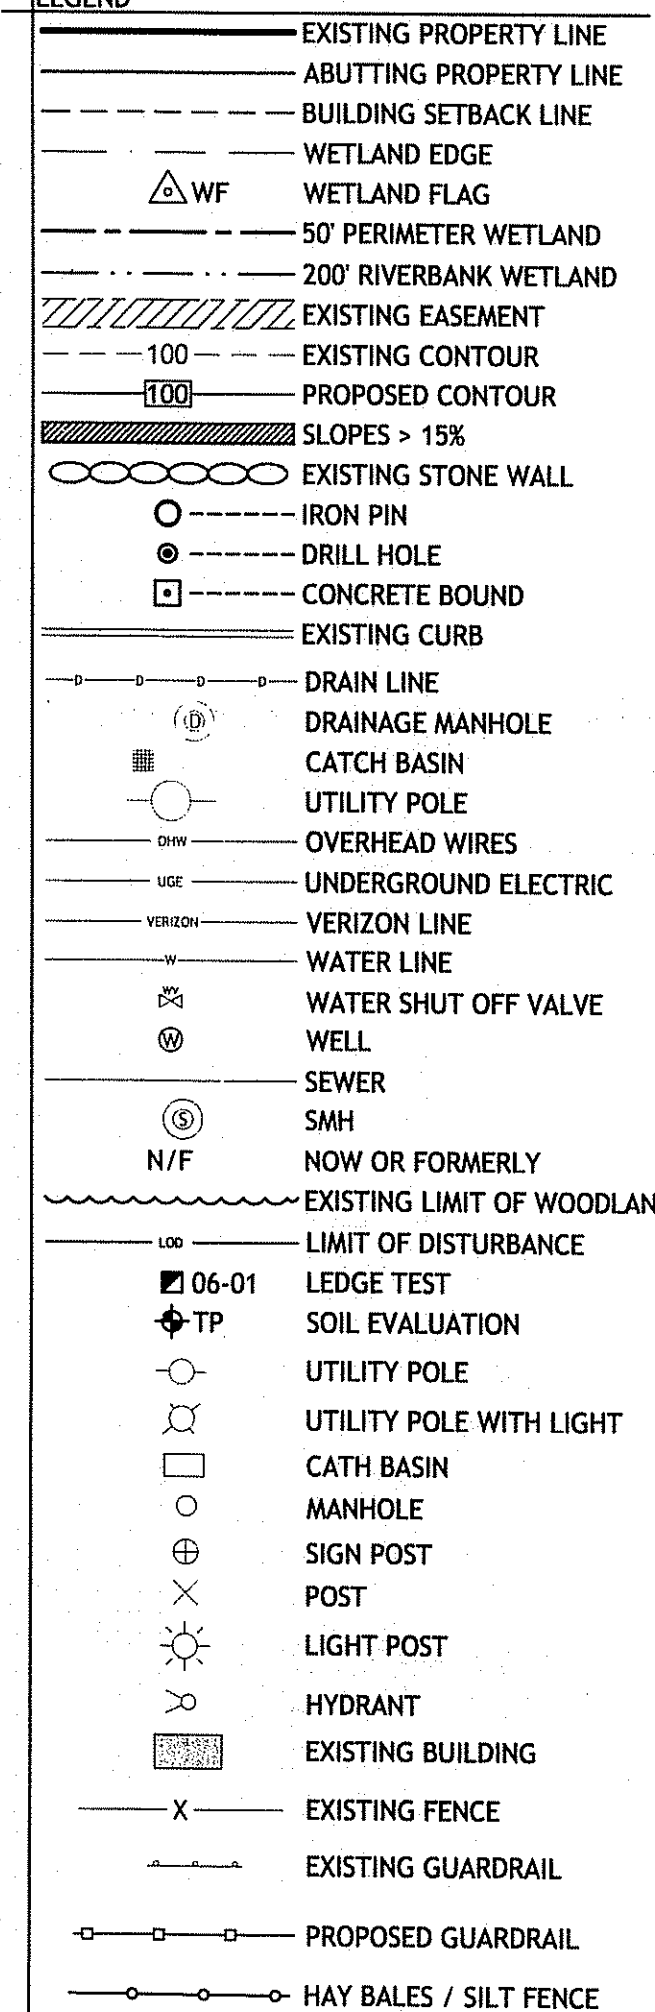 LEGEND
EXISTING PROPERTY LINE
ABUTTING PROPERTY LINE
BUILDING SETBACK LINE
WETLAND EDGE
WF WETLAND FLAG
50' PERIMETER WETLAND
200' RIVERBANK WETLAND
EXISTING EASEMENT
100 EXISTING CONTOUR
100 PROPOSED CONTOUR
SLOPES > 15%
EXISTING STONE WALL
IRON PIN
DRILL HOLE
CONCRETE BOUND
EXISTING CURB
D D D D DRAIN LINE
D DRAINAGE MANHOLE
CATCH BASIN
UTILITY POLE
OHW OVERHEAD WIRES
UGE UNDERGROUND ELECTRIC
VERIZON VERIZON LINE
W WATER LINE
WV WATER SHUT OFF VALVE
W WELL
SEWER
S SMH
N/F NOW OR FORMERLY
EXISTING LIMIT OF WOODLAN
LOD LIMIT OF DISTURBANCE
06-01 LEDGE TEST
TP SOIL EVALUATION
UTILITY POLE
UTILITY POLE WITH LIGHT
CATH BASIN
MANHOLE
SIGN POST
POST
LIGHT POST
HYDRANT
EXISTING BUILDING
X EXISTING FENCE
EXISTING GUARDRAIL
PROPOSED GUARDRAIL
HAY BALES / SILT FENCE